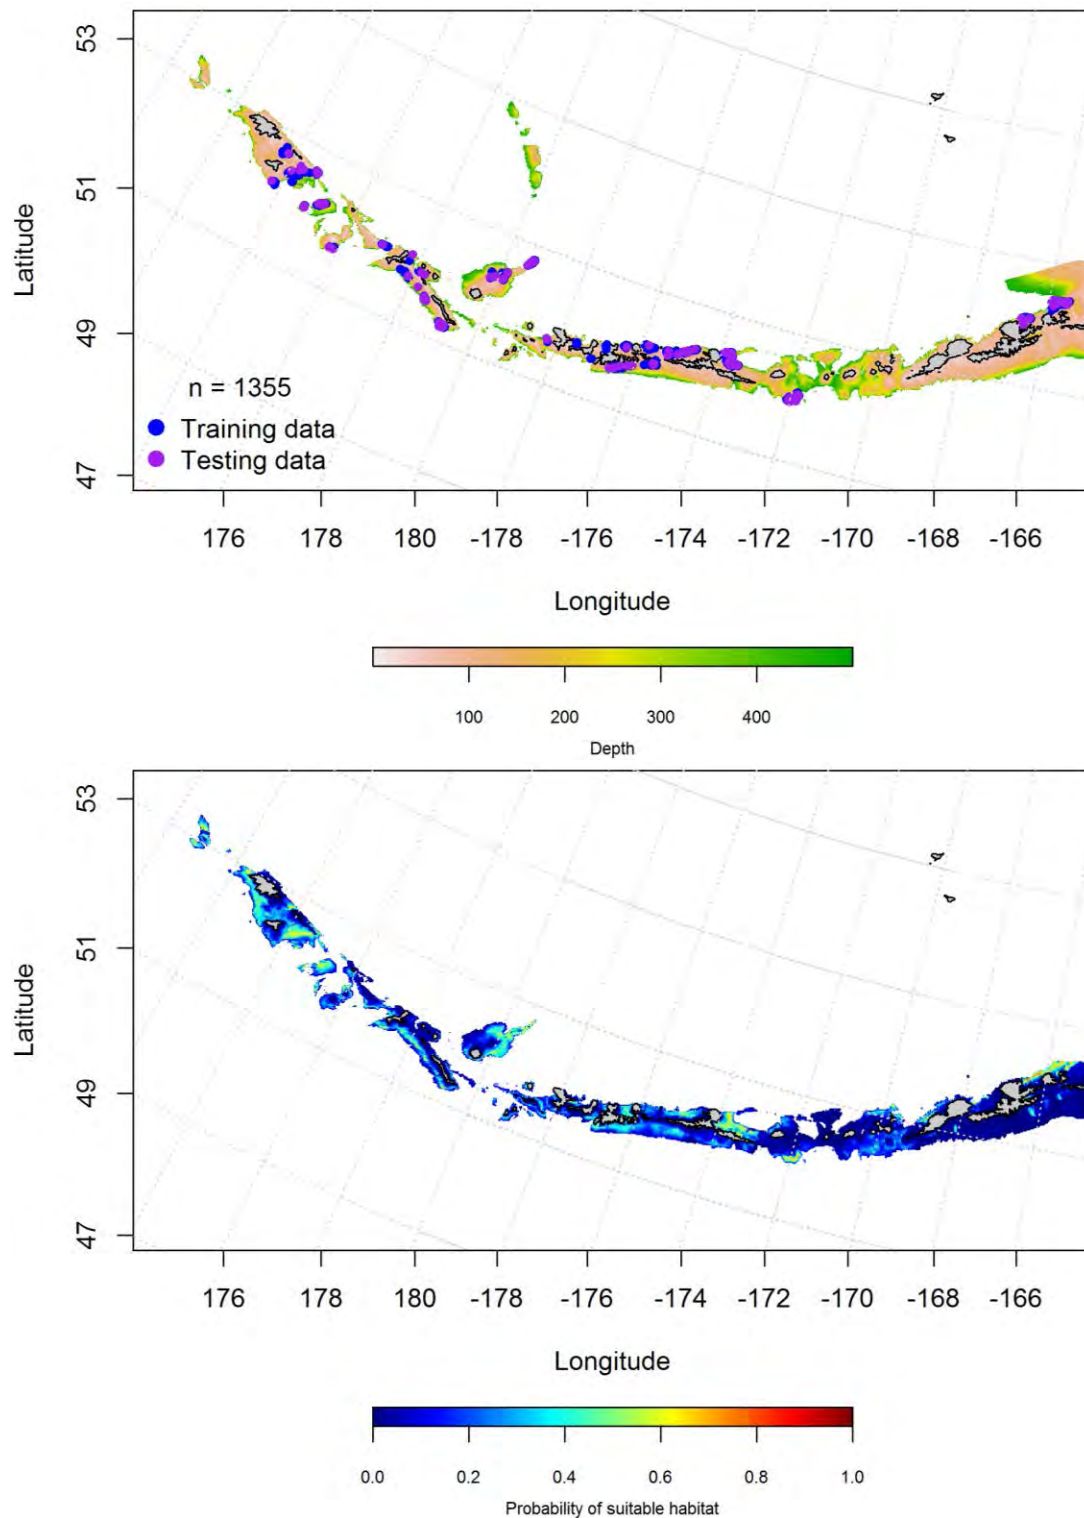 53
51
49
47
Latitude
n = 1355
Training data
Testing data
176 178 180 -178 -176 -174 -172 -170 -168 -166
Longitude
100 200 300 400
Depth
53
51
49
47
Latitude
176 178 180 -178 -176 -174 -172 -170 -168 -166
Longitude
0.0 0.2 0.4 0.6 0.8 1.0
Probability of suitable habitat